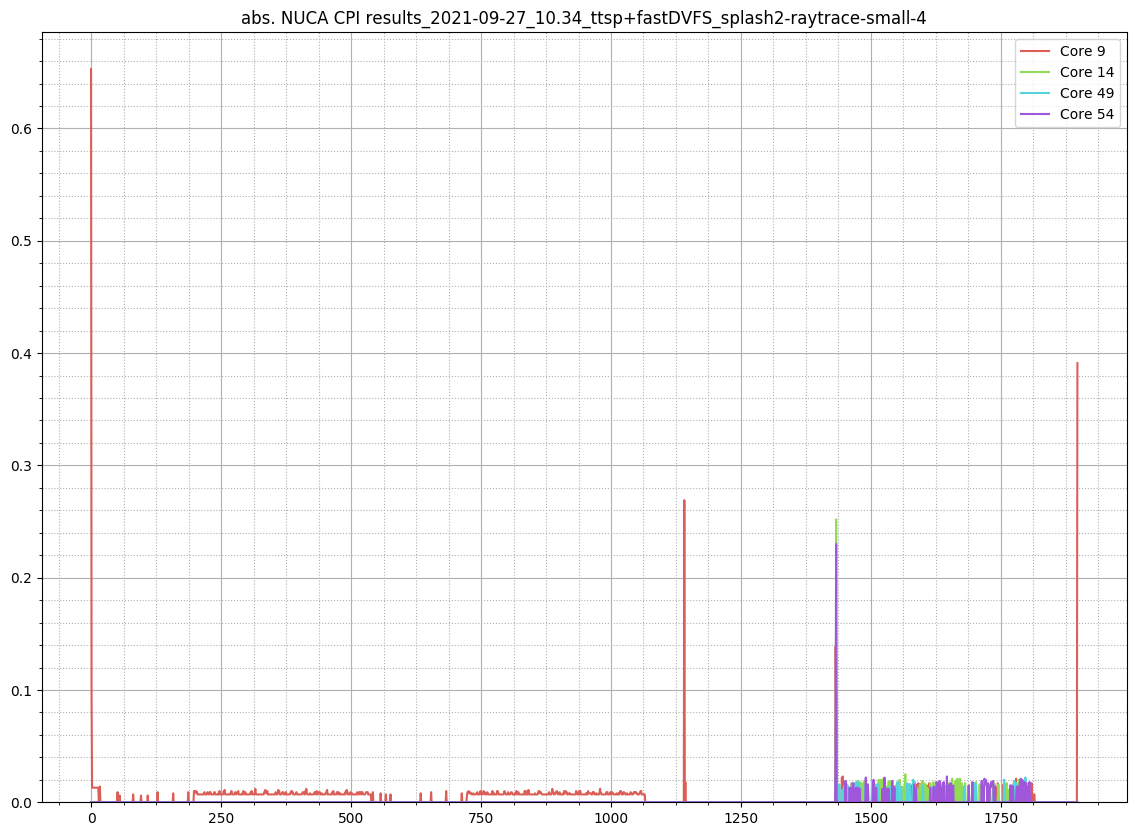 abs. NUCA CPI results_2021-09-27_10.34_ttsp+fastDVFS_splash2-raytrace-small-4
Core 9
Core 14
Core 49
Core 54
0.6
0.5
0.4
0.3
0.2
0.1
0.0
0 250 500 750 1000 1250 1500 1750